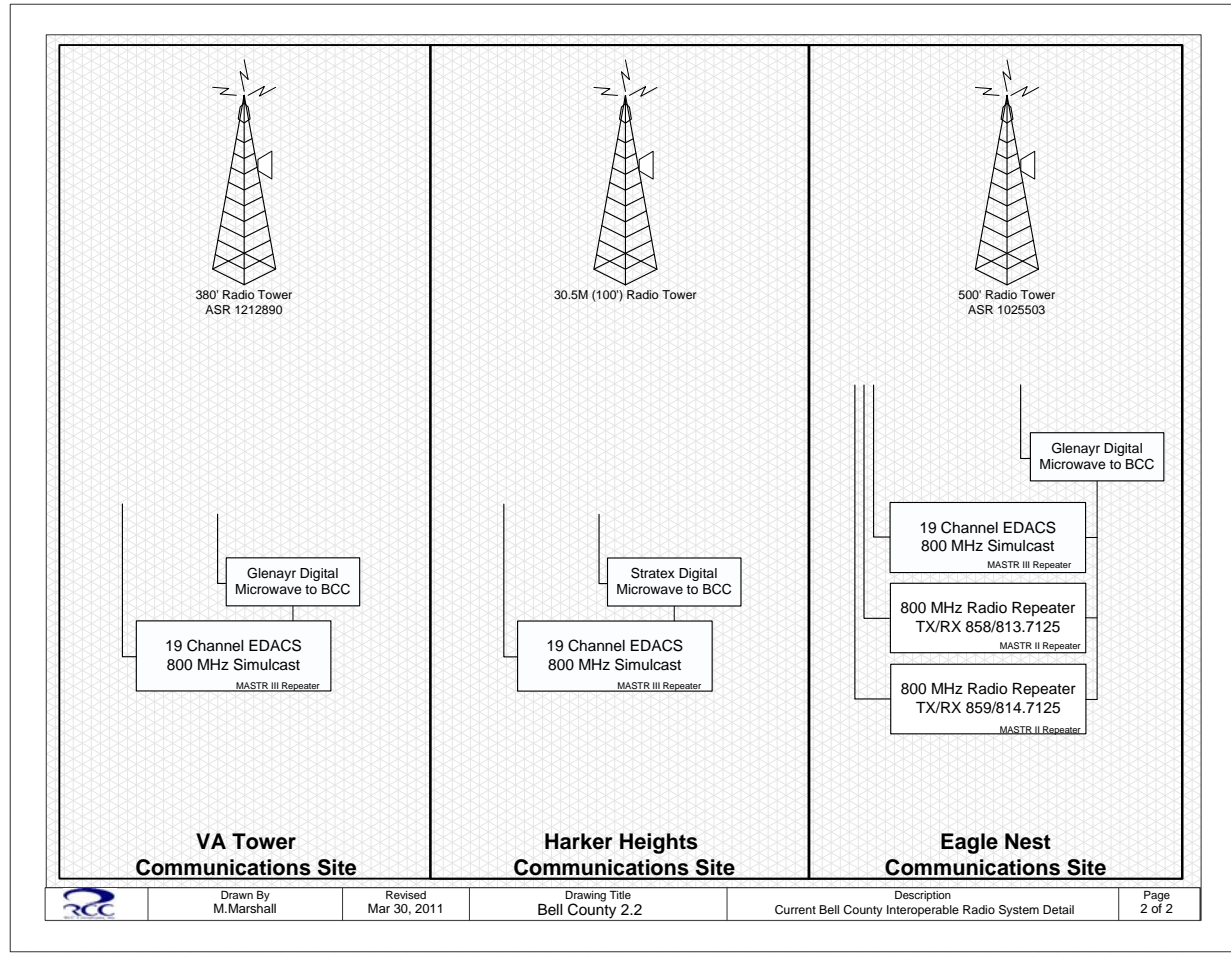 380' Radio Tower
ASR 1212890
Glenayr Digital
Microwave to BCC
19 Channel EDACS
800 MHz Simulcast
MASTR III Repeater
VA Tower
Communications Site
30.5M (100') Radio Tower
Stratex Digital
Microwave to BCC
19 Channel EDACS
800 MHz Simulcast
MASTR III Repeater
Harker Heights
Communications Site
500' Radio Tower
ASR 1025503
Glenayr Digital
Microwave to BCC
19 Channel EDACS
800 MHz Simulcast
MASTR III Repeater
800 MHz Radio Repeater
TX/RX 858/813.7125
MASTR II Repeater
800 MHz Radio Repeater
TX/RX 859/814.7125
MASTR II Repeater
Eagle Nest
Communications Site
RCC
Drawn By
M.Marshall
Revised
Mar 30, 2011
Drawing Title
Bell County 2.2
Description
Current Bell County Interoperable Radio System Detail
Page
2 of 2